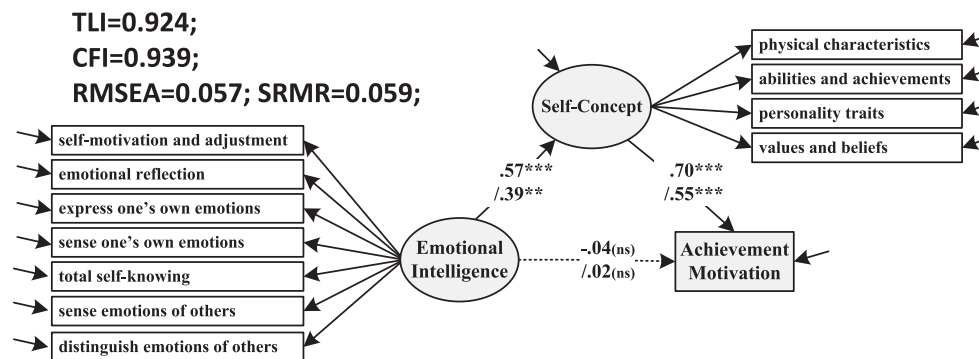 TLI=0.924;
CFI=0.939;
RMSEA=0.057; SRMR=0.059;
self-motivation and adjustment
emotional reflection
express one’s own emotions
sense one’s own emotions
total self-knowing
sense emotions of others
distinguish emotions of others
Emotional
Intelligence
.57***
/.39**
Self-Concept
physical characteristics
abilities and achievements
personality traits
values and beliefs
.70***
/.55***
-.04(ns)
/.02(ns)
Achievement
Motivation